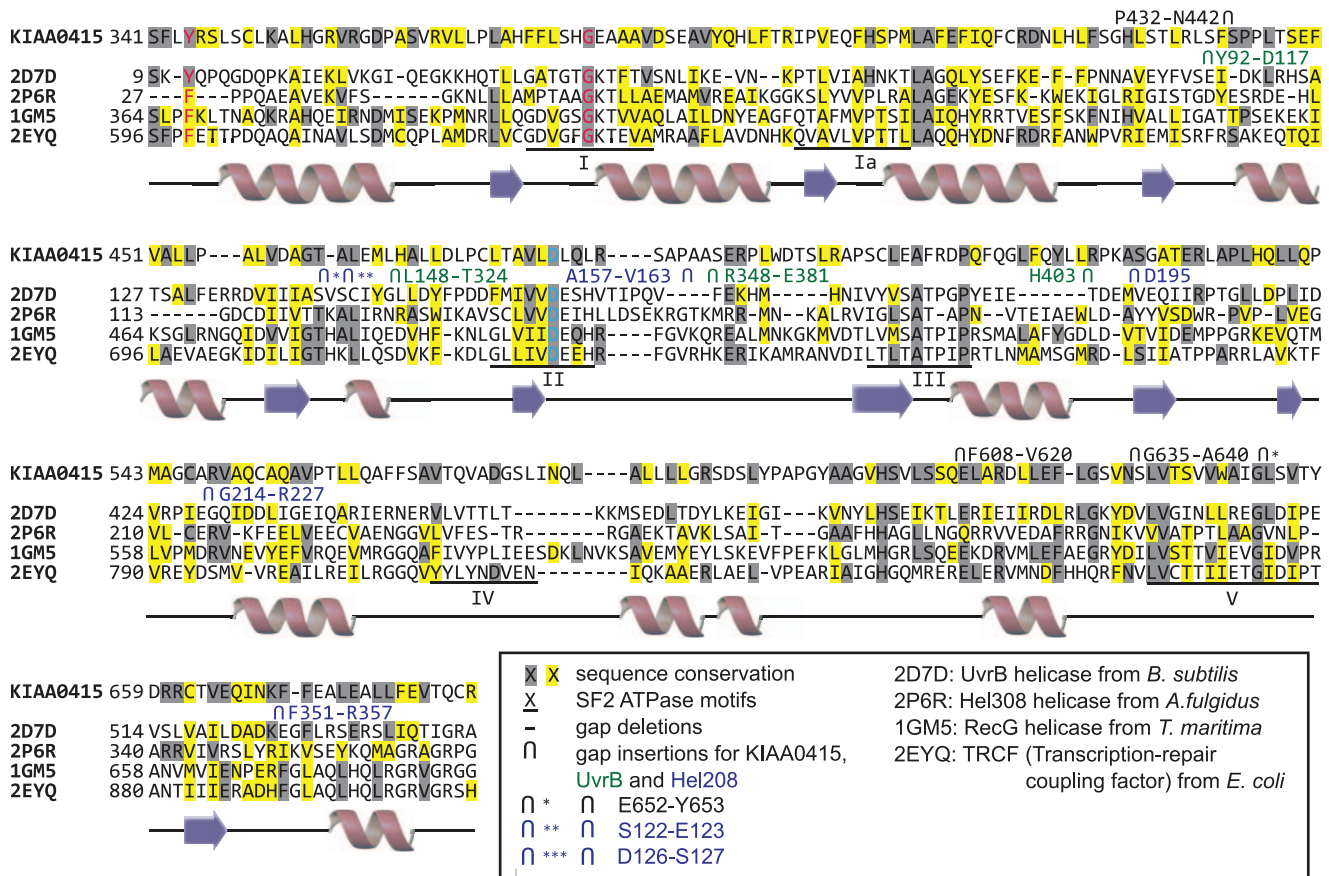 P432-N442∩
KIAA0415 341 SFLYRSLSCLKALHGRVRGDPASVRVLLPLAHFFLSHGEAAAVDSEAVYQHLFTRIPVEQFHSPMLAFEFIQFCRDNLHLFSGHLSTLRLSFSPPLTSEF
∩Y92-D117
2D7D 9 SK-YQPQGDQPKAIEKLVKGI-QEGKKHQTLLGATGTGKTFTVSNLIKE-VN--KPTLVIAHNKTLAGQLYSEFKE-F-FPNNAVEYFVSEI-DKLRHSA
2P6R 27 ---F---PPQAEAVEKVFS-----GKNLLLAMPTAAGKTLLAEMAMVREAIKGGKSLYVVPLRALAGEKYESFK-KWEKIGLRIGISTGDYESRDE-HL
1GM5 364 SLPFKLTNAQKRAHQEIRNDMISEKPMNRLLQGDVGSGKTVVAQLAILDNYEAGFQTAFMVPTSILAIQHYRRTVESFSKFNIHVALLIGATTPSEKEKI
2EYQ 596 SFPFETTPDQAQAINAVLSDMCQPLAMDRLVCGDVGFGKTEVAMRAAFLAVDNHKQVAVLVPTTLLAQQHYDNFRDRFANWPVRIEMISRFRSAKEQTQI
I Ia
KIAA0415 451 VALLP---ALVDAGT-ALEMLHALLDLPCLTAVLDLQLR----SAPAASERPLWDTSLRAPSCLEAFRDPQFQGLFQYLLRPKASGATERLAPLHQLLQP
∩*∩** ∩L148-T324 A157-V163 ∩ ∩R348-E381 H403∩ ∩D195
2D7D 127 TSALFERRDVIIIASVSCIYGLLDYFPDDFMIVVDESHVTIPQV----FEKHM----HNIVYVSATPGPYEIE----TDEMVEQIIRPTGLLDPLID
2P6R 113 ------GDCDIIVTTKALIRNRASWIKAVSCLVVDEIHLLDSEKRGTKMRR-MN-KALRVIGLSAT-APN-VTEIAEWLD-AYYVSDWR-PVP-LVEG
1GM5 464 KSGLRNGQIDVVIGTHALIQEDVHF-KNLGLVIIDEQHR----FGVKQREALMNKGKMVDTLVMSATPIPRSMALAFYGDLD-VTVIDEMPPGRKEVQTM
2EYQ 696 LAEVAEGKIDILIGTHKLLQSDVKF-KDLGLLIVDEEHR----FGVRHKERIKAMRANVDILTLTATPIPRTLNMAMSGMRD-LSIIATPPARRLAVKTF
II III
∩F608-V620 ∩G635-A640 ∩*
KIAA0415 543 MAGCARVAQCAQAVPTLLQAFFSAVTQVADGSLINQL----ALLLLGRSDSLYPAPGYAAGVHSVLSSQELARDLLEF-LGSVNSLVTSVVWAIGLSVTY
∩G214-R227
2D7D 424 VRPIEGQIDDLIGEIQARIERNERVLVTTLT-------KKMSEDLTDYLKEIGI---KVNYLHSEIKTLERIEIIRDLRLGKYDVLVGINLLREGLDIPE
2P6R 210 VL-CERVR-KFEELVEECVAENGGVLVFES-TR-----RGAEKTAVKLSAI-T----GAAFHHAGLLNGQRRVVEDAFRRGNIKVVVATPTLAAGVNLP-
1GM5 558 LVPMDRVNEVYEFVRQEVMRGGQAFIVYPLIEESDKLNVKSAVEMYEYLSKEVFPEFKLGLMHGRLSQEEKDRVMLEFAEGRYDILVSTTVIEVGIDVPR
2EYQ 790 VREYDSMV-VREAILREILRGGQVYYLYNDVEN-------IQKAAERLAEL-VPEARIAIGHGQMRERELERVMNDFHHQRFNVLVCTTIIETGIDIPT
IV V
KIAA0415 659 DRRCTVEQINKF-FEALEALLFEVTQCR
∩F351-R357
2D7D 514 VSLVAILDADKEGFLRSERSLIQTIGRA
2P6R 340 ARRVIVRSLYRIKVSEYKQMAGRAGRPG
1GM5 658 ANVMVIENPERFGLAQLHQLRGRVGRGG
2EYQ 880 ANTIIIERADHFGLAQLHQLRGRVGRSH
X X sequence conservation
X SF2 ATPase motifs
– gap deletions
∩ gap insertions for KIAA0415,
UvrB and Hel208
∩ * ∩ E652-Y653
∩ ** ∩ S122-E123
∩ *** ∩ D126-S127
2D7D: UvrB helicase from B. subtilis
2P6R: Hel308 helicase from A.fulgidus
1GM5: RecG helicase from T. maritima
2EYQ: TRCF (Transcription-repair
coupling factor) from E. coli